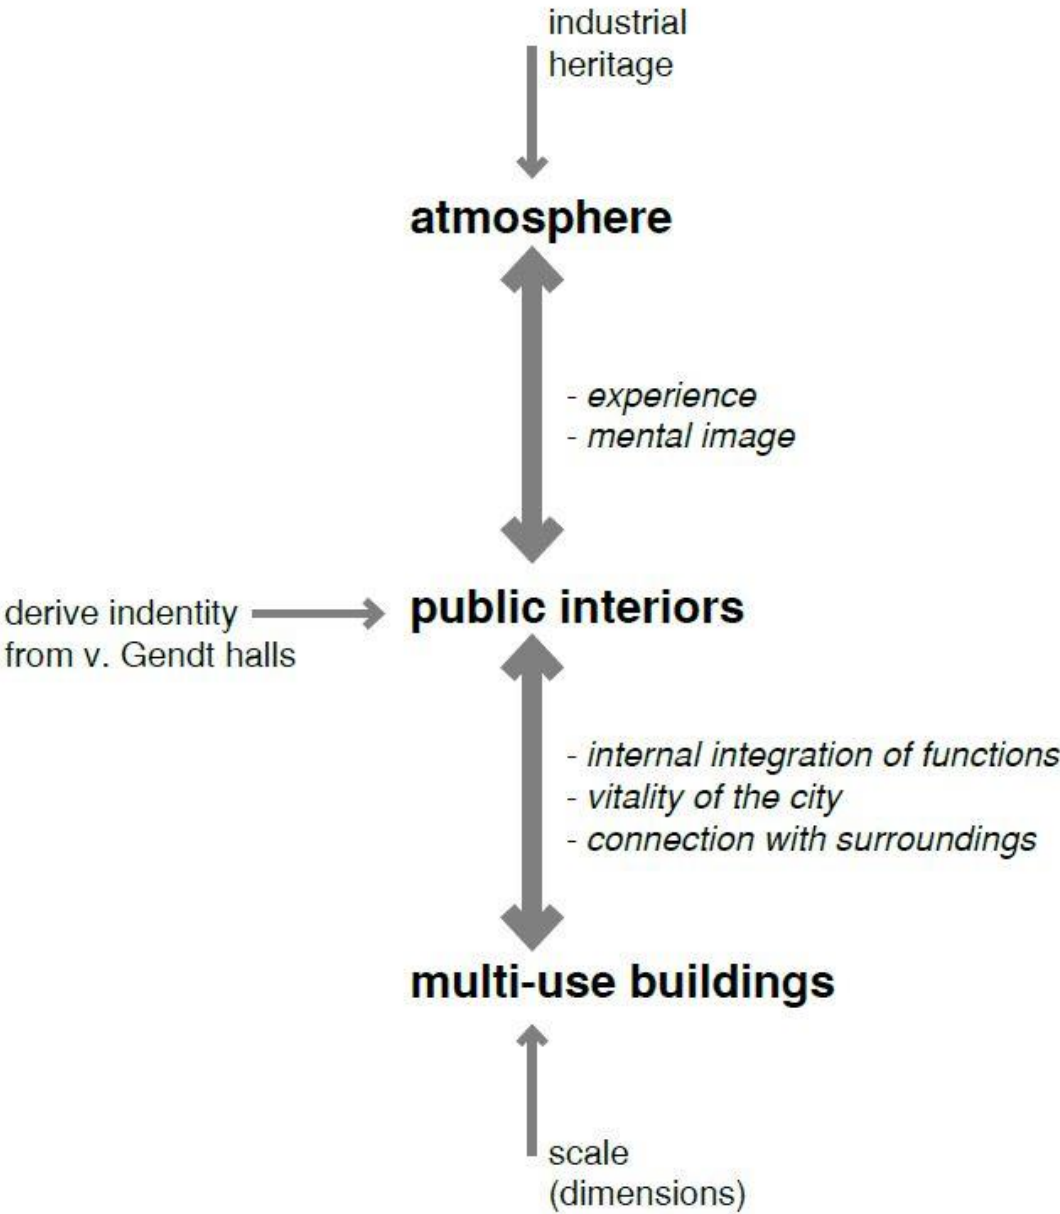 industrial
heritage
atmosphere
- experience
- mental image
derive indentity
from v. Gendt halls
public interiors
- internal integration of functions
- vitality of the city
- connection with surroundings
multi-use buildings
scale
(dimensions)